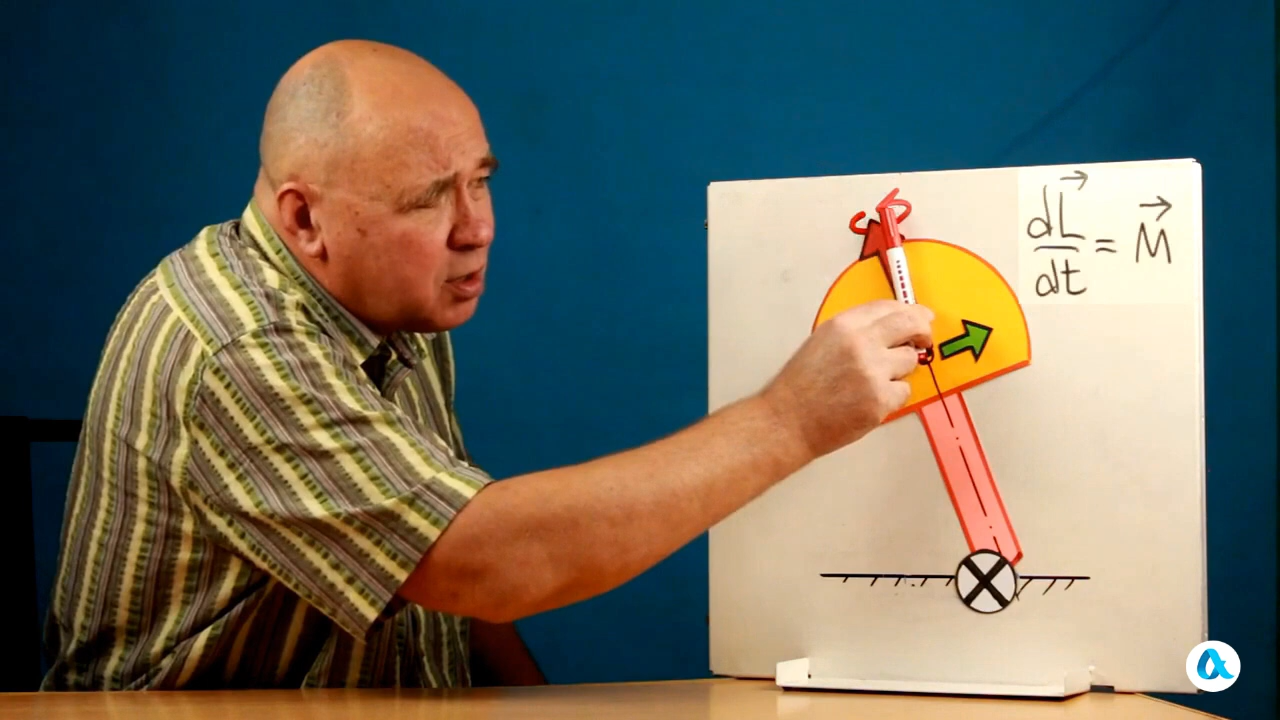 dL⃗/dt = M⃗